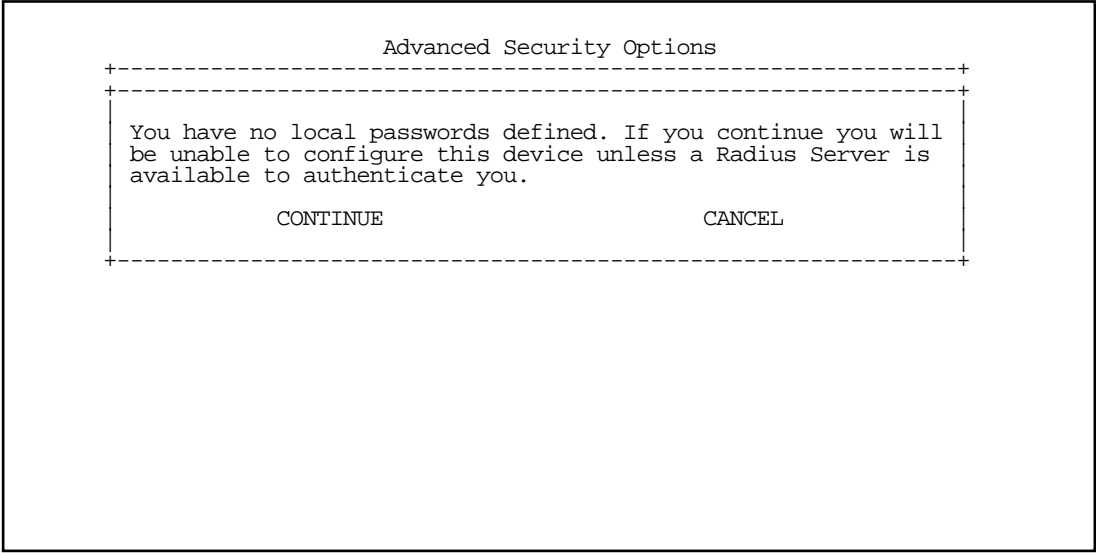 Advanced Security Options
+---------------------------------------------------------------+
+---------------------------------------------------------------+
You have no local passwords defined. If you continue you will
be unable to configure this device unless a Radius Server is
available to authenticate you.
CONTINUE CANCEL
+---------------------------------------------------------------+